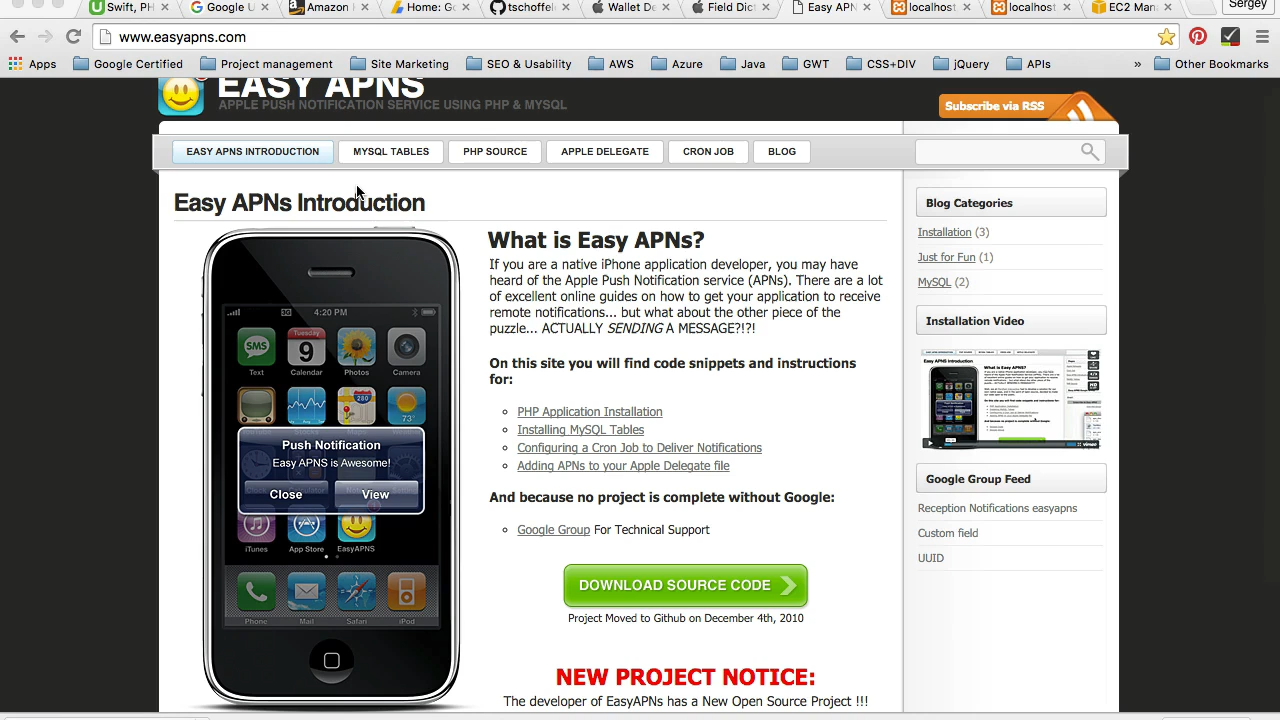 Sergey
Swift, PH
Google U
Amazon
Home: Go
tschoffel
Wallet De
Field Dict
Easy APN
localhost
localhost
EC2 Man
www.easyapns.com
Apps
Google Certified
Project management
Site Marketing
SEO & Usability
AWS
Azure
Java
GWT
CSS+DIV
jQuery
APIs
»
Other Bookmarks
EASY APNS
APPLE PUSH NOTIFICATION SERVICE USING PHP & MYSQL
Subscribe via RSS
EASY APNS INTRODUCTION
MYSQL TABLES
PHP SOURCE
APPLE DELEGATE
CRON JOB
BLOG
Easy APNs Introduction
3G 4:20 PM
SMS
Text
Tuesday
9
Calendar
Photos
Camera
280
73°
Push Notification
Easy APNS is Awesome!
Close
View
iTunes
App Store
EasyAPNS
Phone
Mail
Safari
iPod
What is Easy APNs?
If you are a native iPhone application developer, you may have
heard of the Apple Push Notification service (APNs). There are a lot
of excellent online guides on how to get your application to receive
remote notifications... but what about the other piece of the
puzzle... ACTUALLY SENDING A MESSAGE?!?!
On this site you will find code snippets and instructions
for:
PHP Application Installation
Installing MySQL Tables
Configuring a Cron Job to Deliver Notifications
Adding APNs to your Apple Delegate file
And because no project is complete without Google:
Google Group For Technical Support
DOWNLOAD SOURCE CODE
Project Moved to Github on December 4th, 2010
NEW PROJECT NOTICE:
The developer of EasyAPNs has a New Open Source Project !!!
Blog Categories
Installation (3)
Just for Fun (1)
MySQL (2)
Installation Video
Google Group Feed
Reception Notifications easyapns
Custom field
UUID